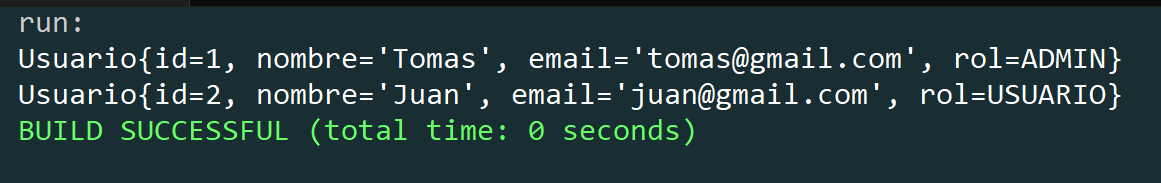 run:
Usuario{id=1, nombre='Tomas', email='tomas@gmail.com', rol=ADMIN}
Usuario{id=2, nombre='Juan', email='juan@gmail.com', rol=USUARIO}
BUILD SUCCESSFUL (total time: 0 seconds)